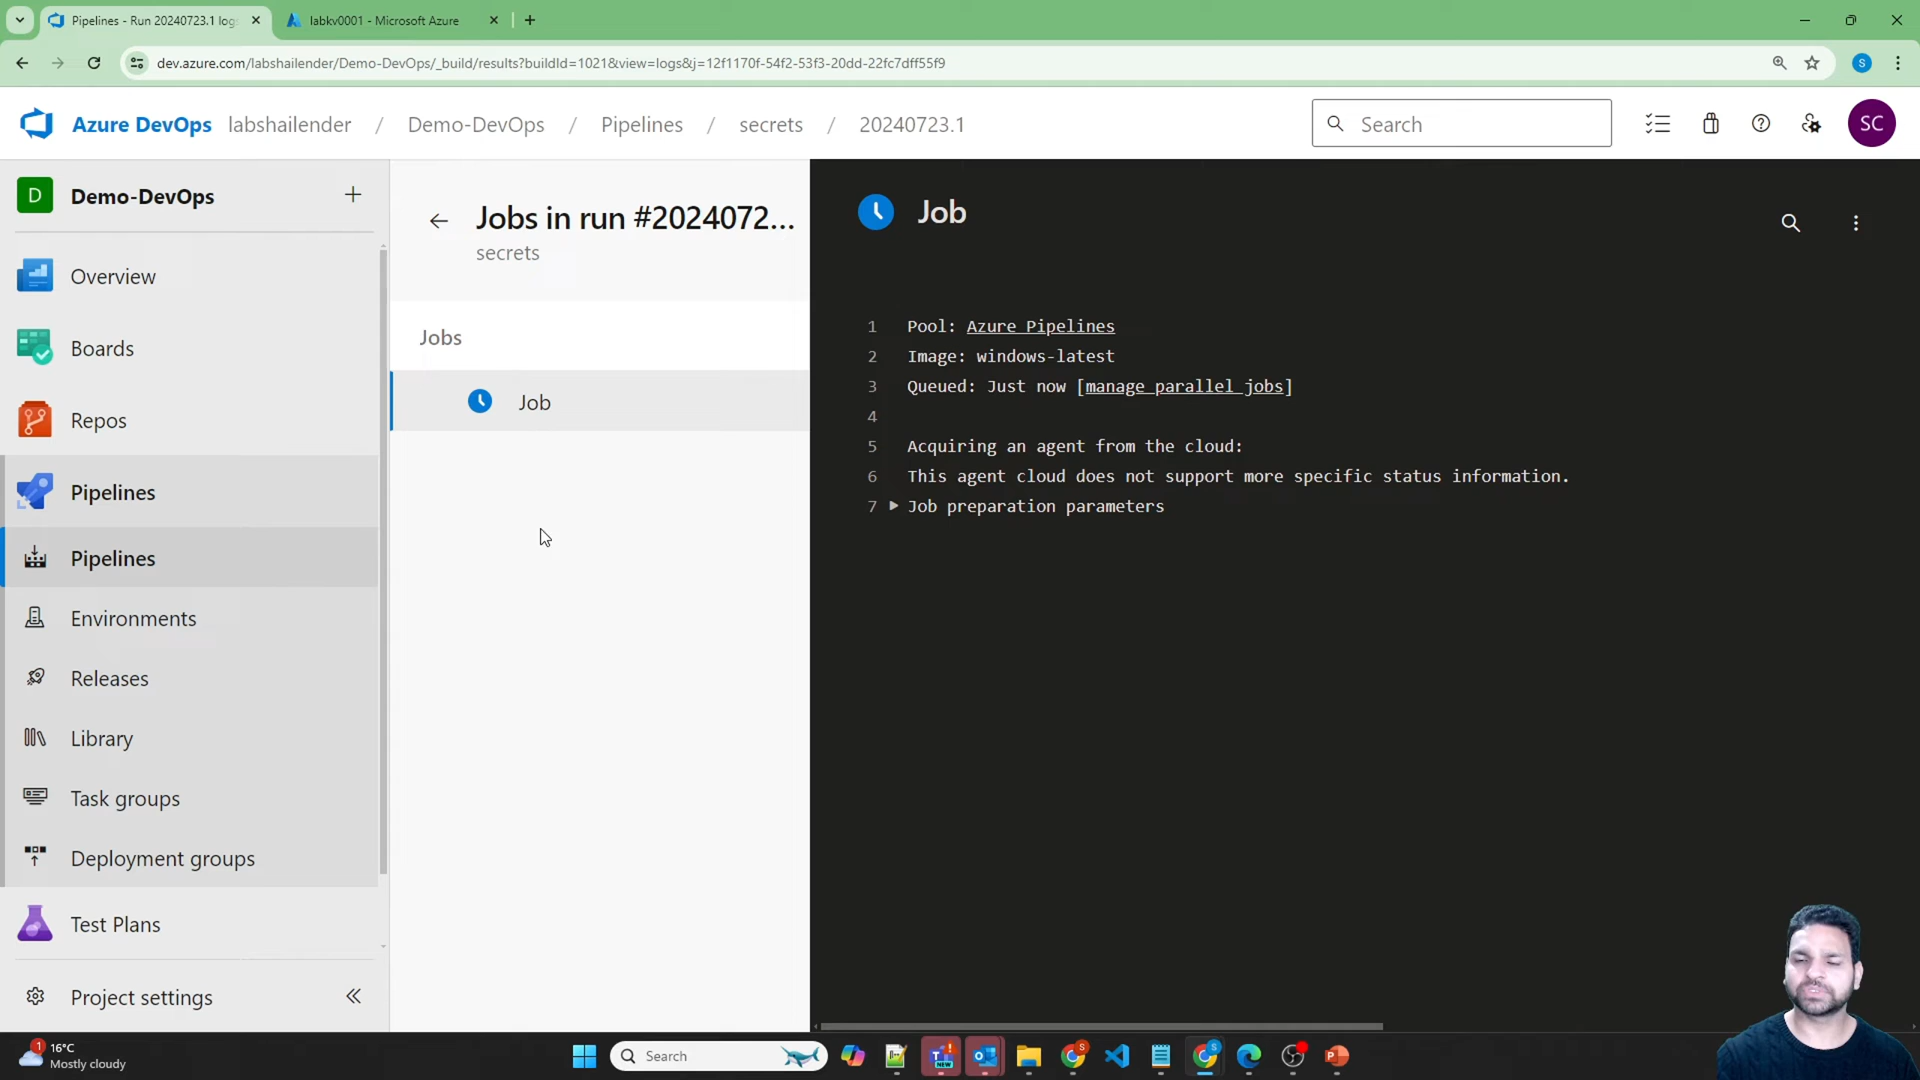 Pipelines - Run 20240723.1 log
labkv0001 - Microsoft Azure
dev.azure.com/labshailender/Demo-DevOps/_build/results?buildId=1021&view=logs&j=12f1170f-54f2-53f3-20dd-22fc7dff55f9
S
Azure DevOps labshailender / Demo-DevOps / Pipelines / secrets / 20240723.1
Search
SC
D Demo-DevOps
Overview
Boards
Repos
Pipelines
Pipelines
Environments
Releases
Library
Task groups
Deployment groups
Test Plans
Project settings
Jobs in run #2024072...
secrets
Jobs
Job
Job
1 Pool: Azure Pipelines
2 Image: windows-latest
3 Queued: Just now [manage parallel jobs]
4
5 Acquiring an agent from the cloud:
6 This agent cloud does not support more specific status information.
7 Job preparation parameters
1
16°C
Mostly cloudy
Search
NEW
S
S